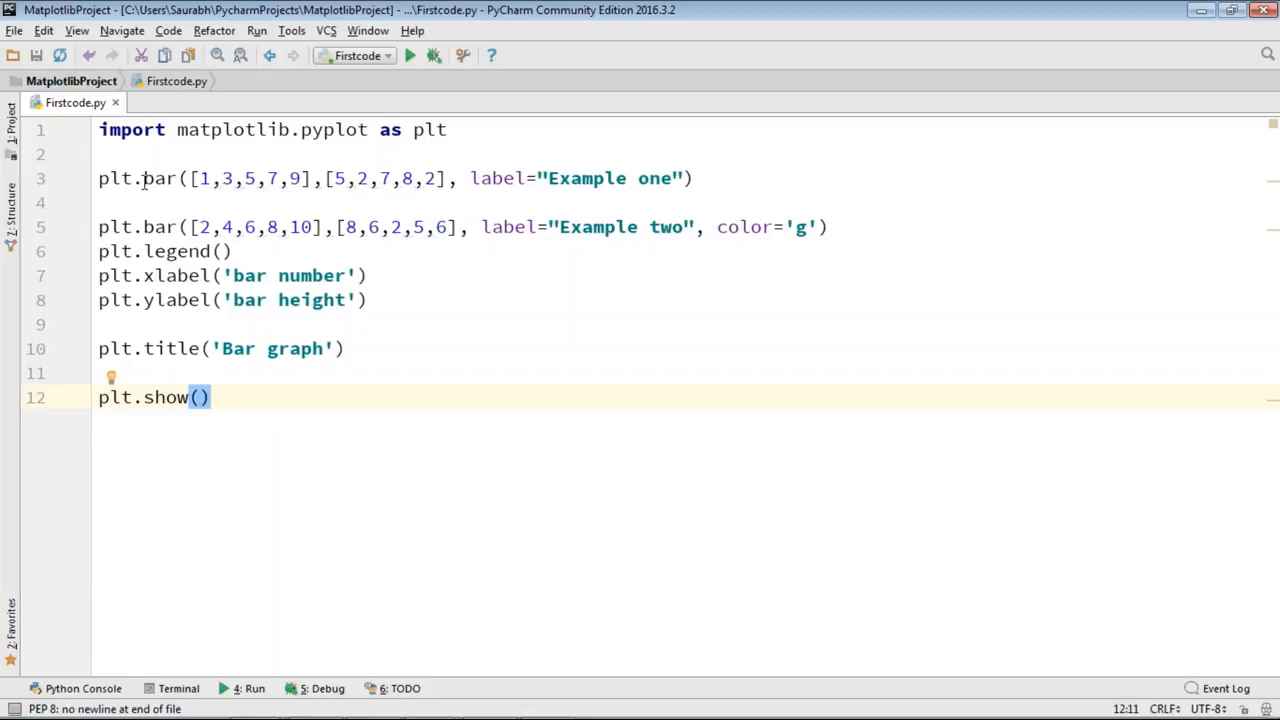 MatplotlibProject - [C:\Users\Saurabh\PycharmProjects\MatplotlibProject] - ...\Firstcode.py - PyCharm Community Edition 2016.3.2
File Edit View Navigate Code Refactor Run Tools VCS Window Help
Firstcode
MatplotlibProject Firstcode.py
Firstcode.py
1: Project
Z: Structure
2: Favorites
1 import matplotlib.pyplot as plt
2
3 plt.bar([1,3,5,7,9],[5,2,7,8,2], label="Example one")
4
5 plt.bar([2,4,6,8,10],[8,6,2,5,6], label="Example two", color='g')
6 plt.legend()
7 plt.xlabel('bar number')
8 plt.ylabel('bar height')
9
10 plt.title('Bar graph')
11
12 plt.show()
Python Console Terminal 4: Run 5: Debug 6: TODO Event Log
PEP 8: no newline at end of file 12:11 CRLF UTF-8